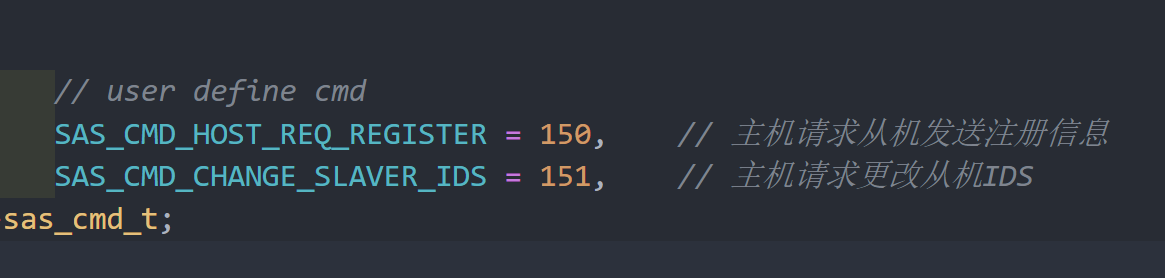 // user define cmd
SAS_CMD_HOST_REQ_REGISTER = 150,    // 主机请求从机发送注册信息
SAS_CMD_CHANGE_SLAVER_IDS = 151,    // 主机请求更改从机IDS
sas_cmd_t;